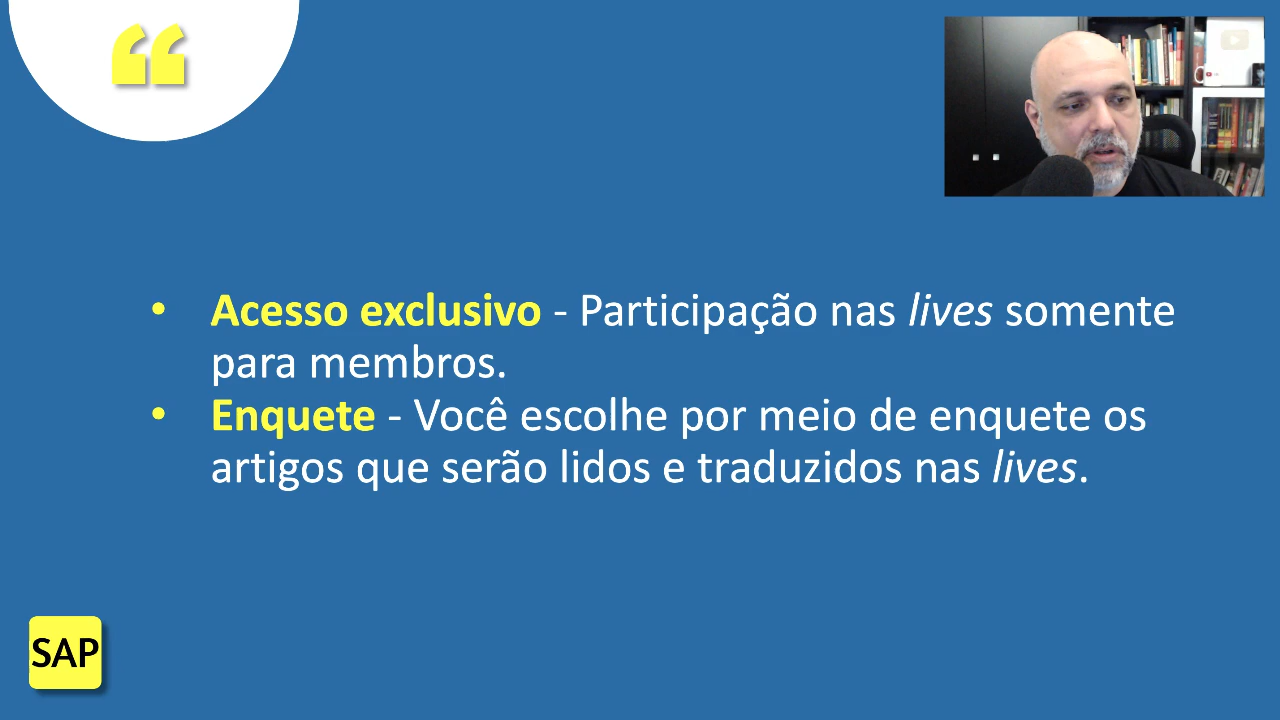 “
• Acesso exclusivo - Participação nas lives somente
para membros.
• Enquete - Você escolhe por meio de enquete os
artigos que serão lidos e traduzidos nas lives.
SAP